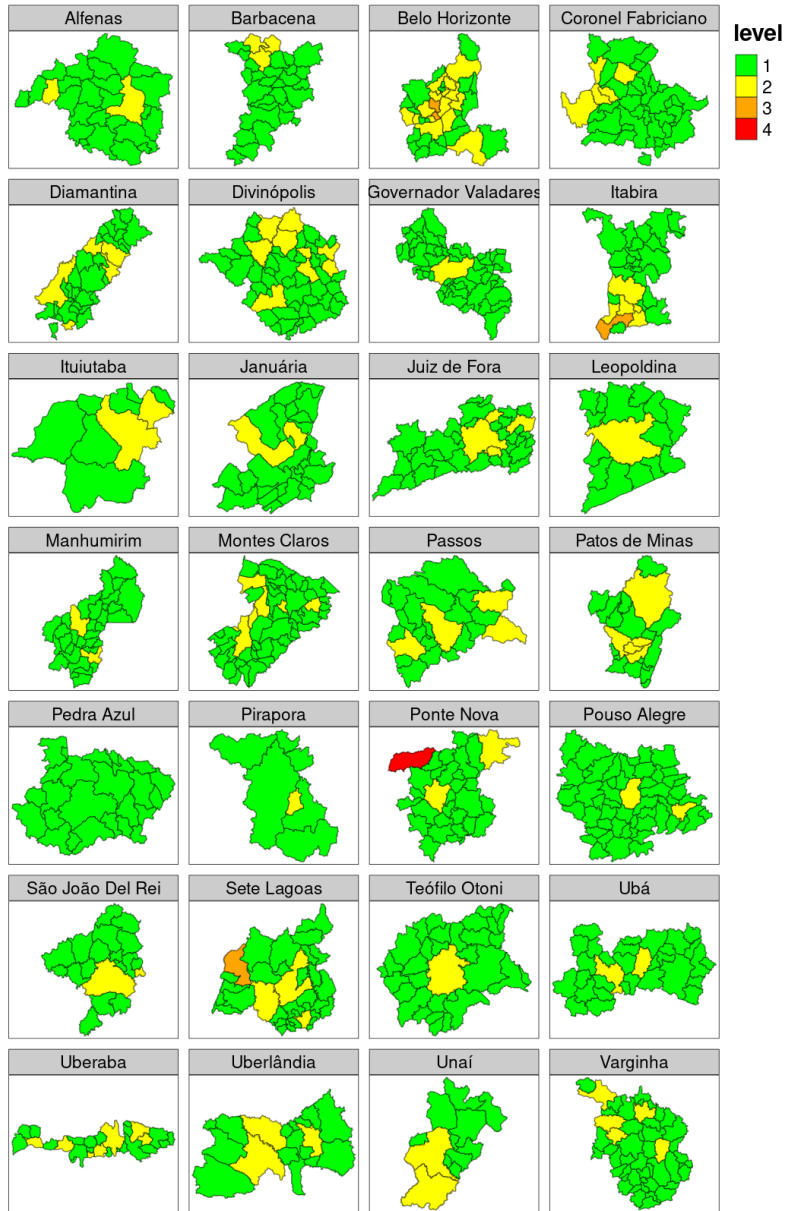 Alfenas
Barbacena
Belo Horizonte
Coronel Fabriciano
level
1
2
3
4
Diamantina
Divinópolis
Governador Valadares
Itabira
Ituiutaba
Januária
Juiz de Fora
Leopoldina
Manhumirim
Montes Claros
Passos
Patos de Minas
Pedra Azul
Pirapora
Ponte Nova
Pouso Alegre
São João Del Rei
Sete Lagoas
Teófilo Otoni
Ubá
Uberaba
Uberlândia
Unaí
Varginha